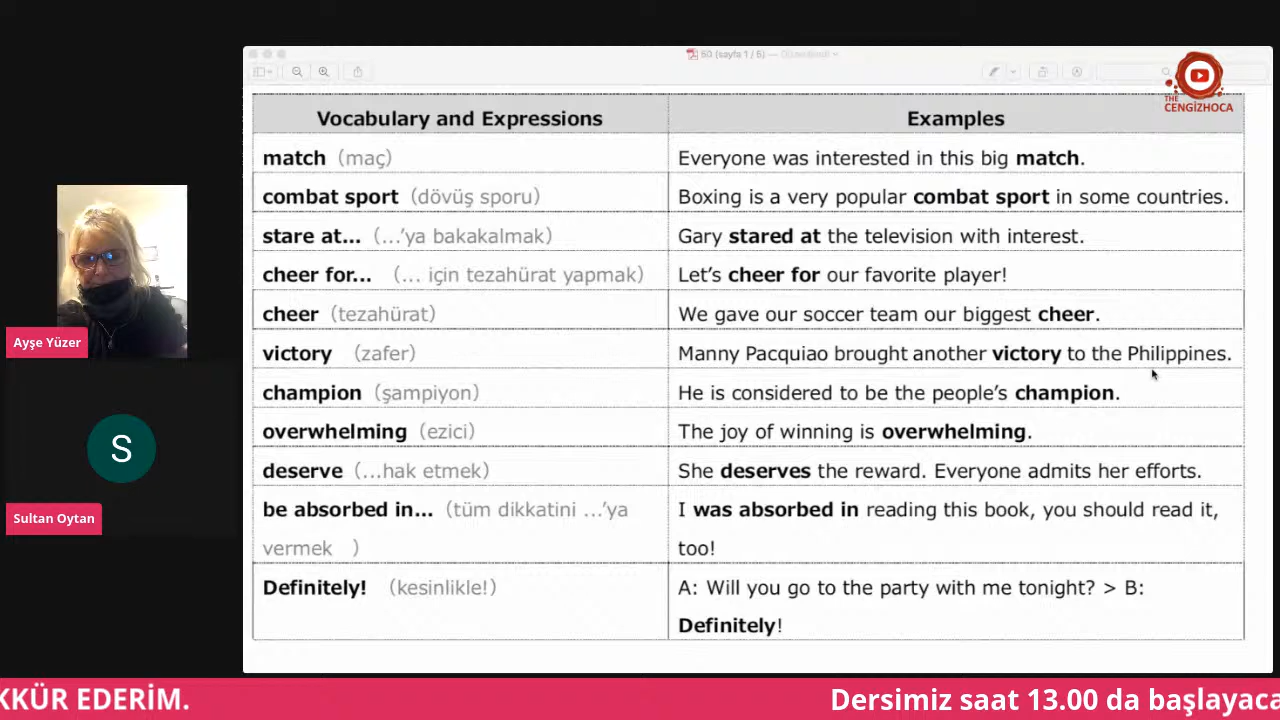 60 (sayfa 1 / 6)
THE
CENGİZHOCA
Vocabulary and Expressions Examples
match (maç) Everyone was interested in this big match.
combat sport (dövüş sporu) Boxing is a very popular combat sport in some countries.
stare at... (...'ya bakakalmak) Gary stared at the television with interest.
cheer for... (... için tezahürat yapmak) Let's cheer for our favorite player!
cheer (tezahürat) We gave our soccer team our biggest cheer.
victory (zafer) Manny Pacquiao brought another victory to the Philippines.
champion (şampiyon) He is considered to be the people's champion.
overwhelming (ezici) The joy of winning is overwhelming.
deserve (...hak etmek) She deserves the reward. Everyone admits her efforts.
be absorbed in... (tüm dikkatini ...'ya I was absorbed in reading this book, you should read it,
vermek ) too!
Definitely! (kesinlikle!) A: Will you go to the party with me tonight? > B:
Definitely!
Ayşe Yüzer
S
Sultan Oytan
KKÜR EDERİM. Dersimiz saat 13.00 da başlayaca